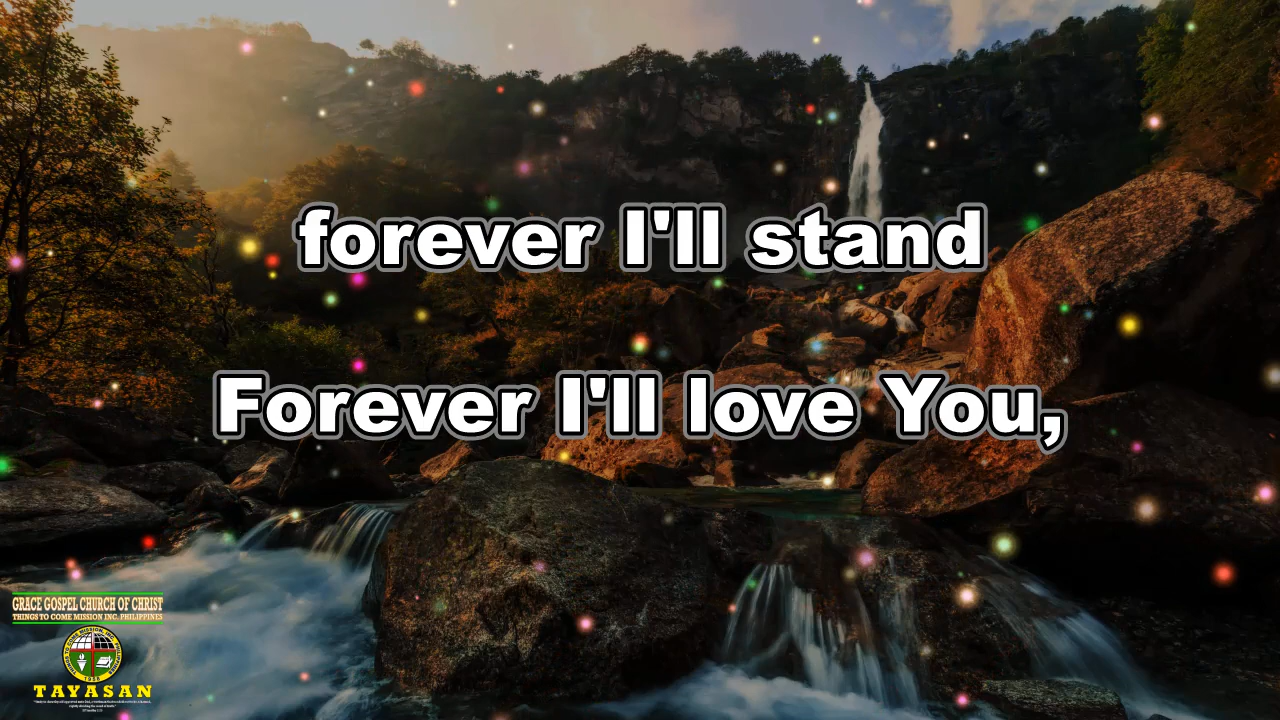 forever I'll stand
Forever I'll love You,
GRACE GOSPEL CHURCH OF CHRIST
THINGS TO COME MISSION INC. PHILIPPINES
1958
TAYASAN